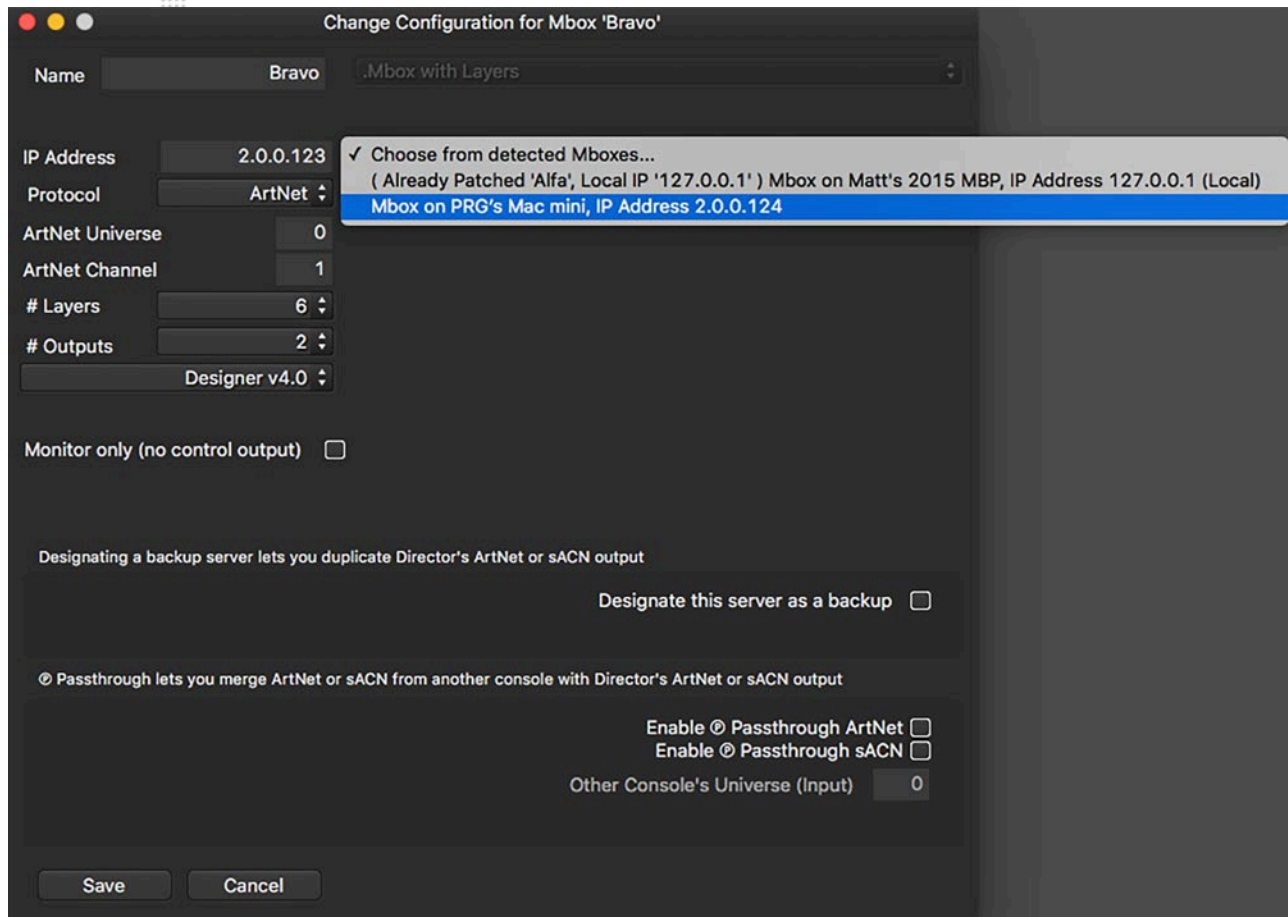 Change Configuration for Mbox 'Bravo'
Name Bravo .Mbox with Layers
IP Address 2.0.0.123 ✓ Choose from detected Mboxes...
( Already Patched 'Alfa', Local IP '127.0.0.1' ) Mbox on Matt's 2015 MBP, IP Address 127.0.0.1 (Local)
Protocol ArtNet
Mbox on PRG's Mac mini, IP Address 2.0.0.124
ArtNet Universe 0
ArtNet Channel 1
# Layers 6
# Outputs 2
Designer v4.0
Monitor only (no control output)
Designating a backup server lets you duplicate Director's ArtNet or sACN output
Designate this server as a backup
℗ Passthrough lets you merge ArtNet or sACN from another console with Director's ArtNet or sACN output
Enable ℗ Passthrough ArtNet
Enable ℗ Passthrough sACN
Other Console's Universe (Input) 0
Save Cancel